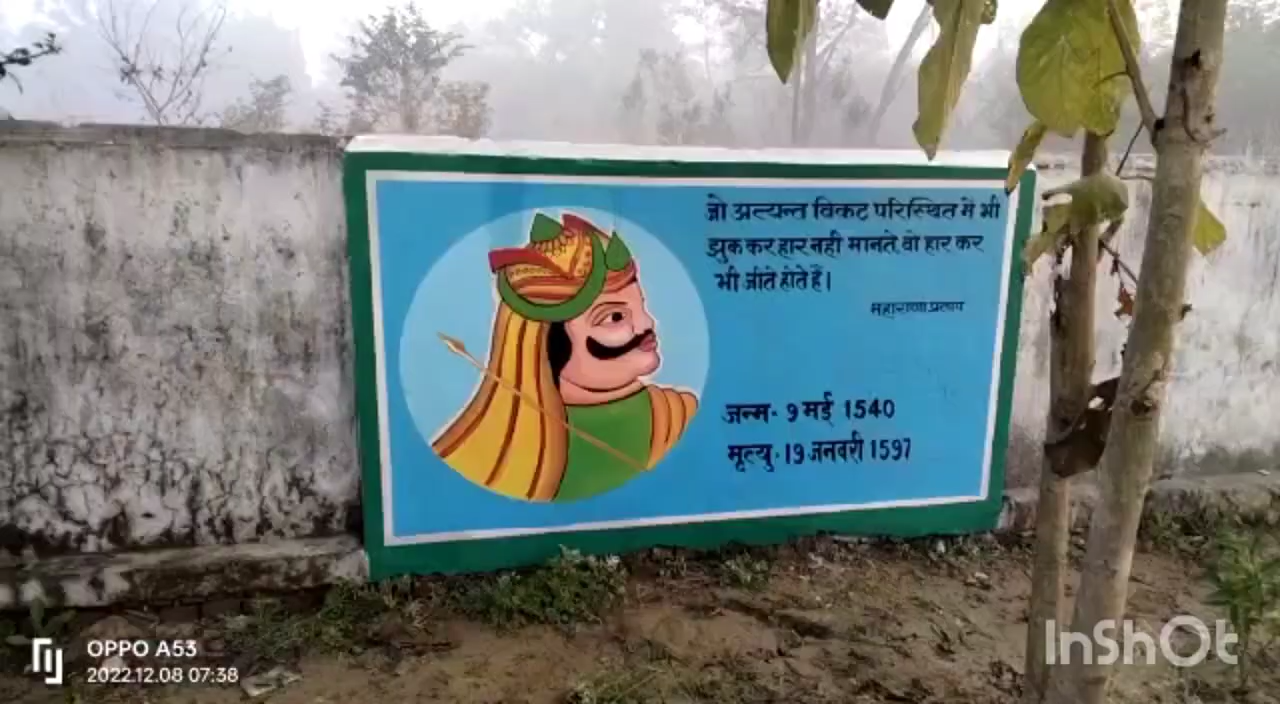 जो अत्यन्त विकट परिस्थित में भी
झुक कर हार नही मानते वो हार कर
भी जीते होते हैं।
महाराणा प्रताप
जन्म - 9 मई 1540
मृत्यु - 19 जनवरी 1597
OPPO A53
2022.12.08 07:38
InShOt